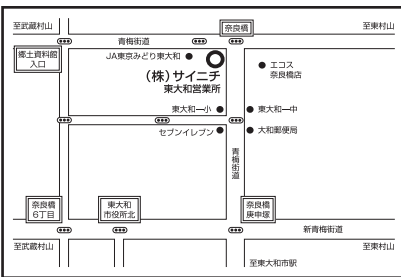 至武蔵村山
奈良橋
至東村山
青梅街道
郷土資料館
入口
JA東京みどり東大和
エコス
奈良橋店
(株)サイニチ
東大和営業所
東大和一小
東大和一中
セブンイレブン
大和郵便局
青梅街道
奈良橋
6丁目
東大和
市役所北
奈良橋
庚申塚
新青梅街道
至武蔵村山
至東村山
至東大和市駅